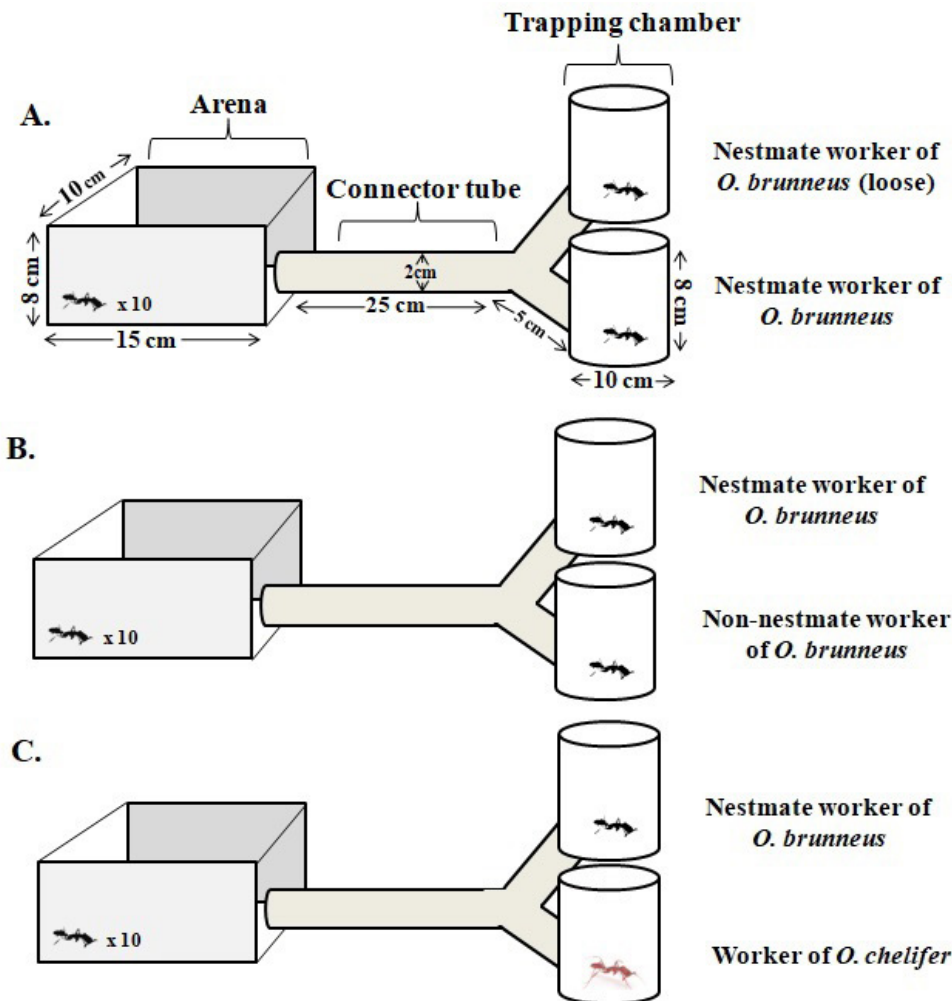 Trapping chamber
A.
Arena
10 cm
8 cm
x 10
15 cm
Connector tube
2cm
25 cm
5 cm
8 cm
10 cm
Nestmate worker of
O. brunneus (loose)
Nestmate worker of
O. brunneus
B.
x 10
Nestmate worker of
O. brunneus
Non-nestmate worker
of O. brunneus
C.
x 10
Nestmate worker of
O. brunneus
Worker of O. chelifer